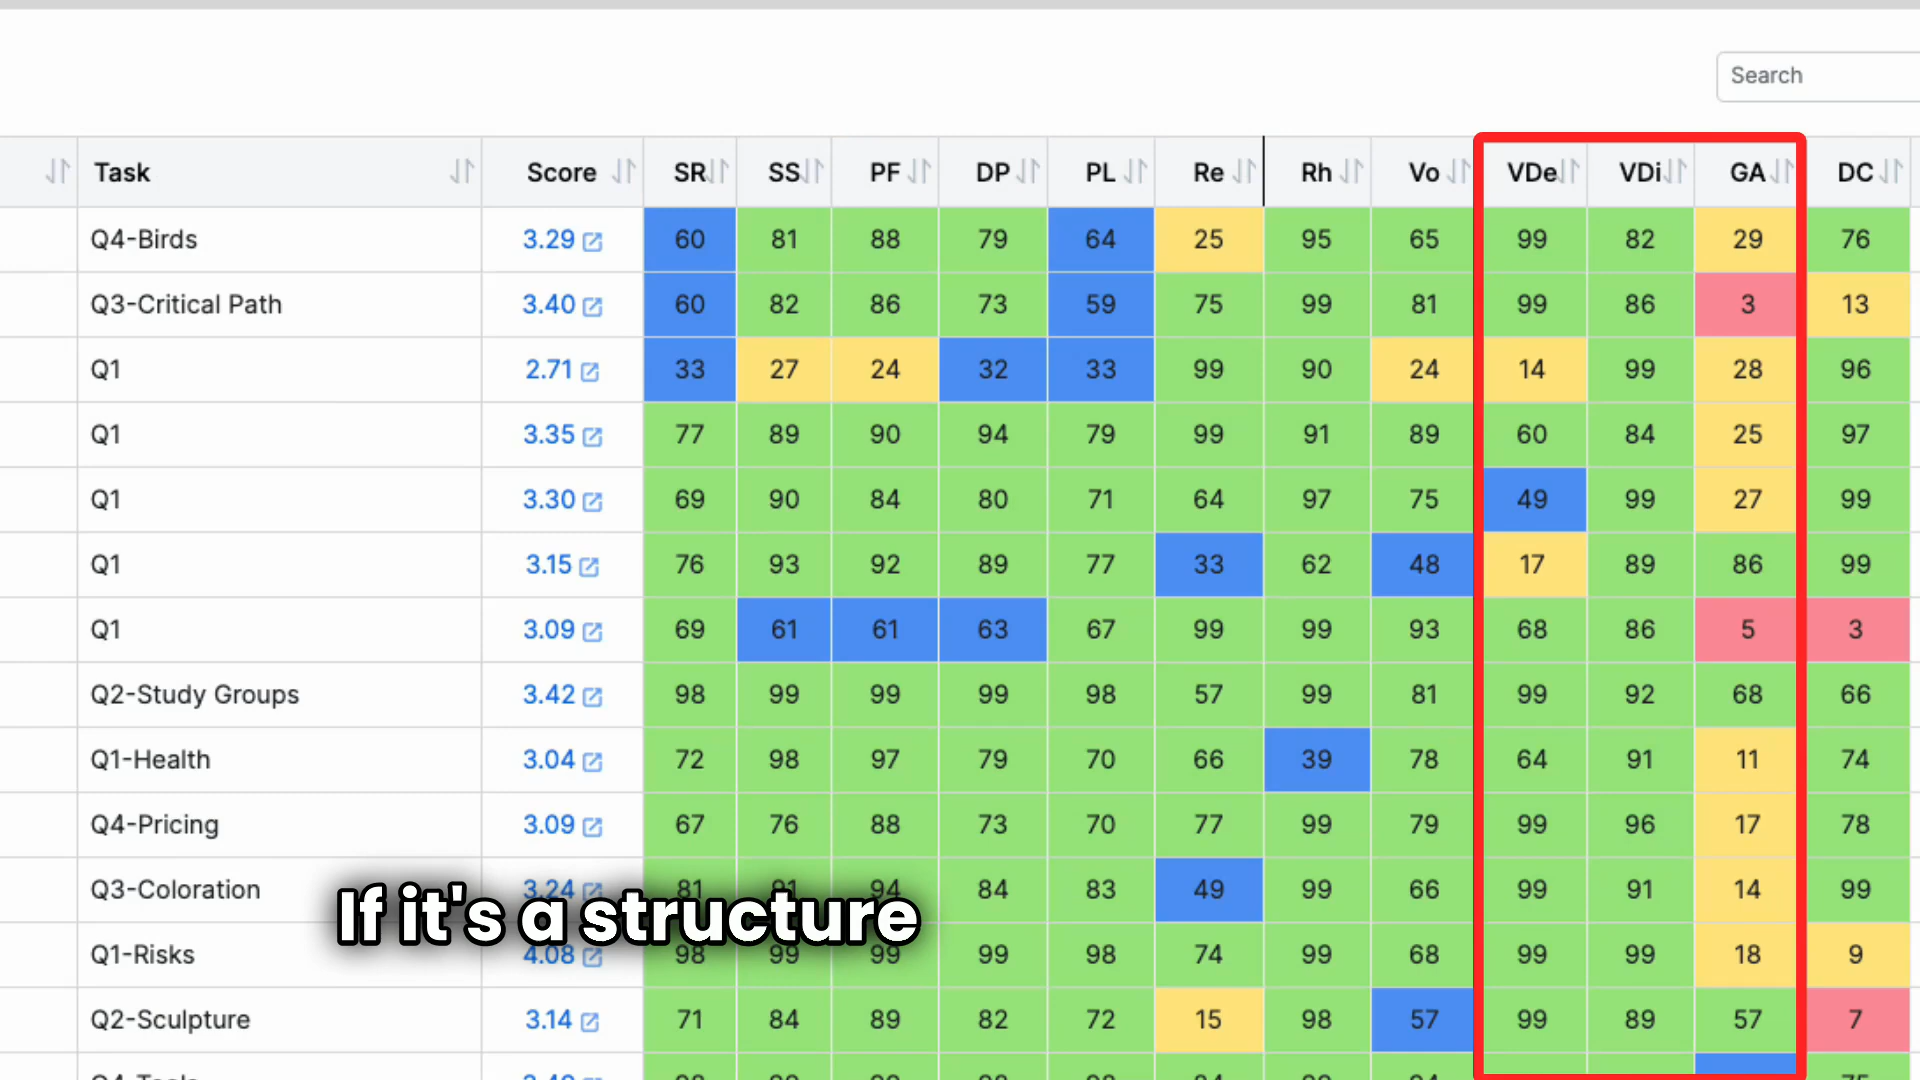 Search
Task Score SR SS PF DP PL Re Rh Vo VDe VDi GA DC
Q4-Birds 3.29 60 81 88 79 64 25 95 65 99 82 29 76
Q3-Critical Path 3.40 60 82 86 73 59 75 99 81 99 86 3 13
Q1 2.71 33 27 24 32 33 99 90 24 14 99 28 96
Q1 3.35 77 89 90 94 79 99 91 89 60 84 25 97
Q1 3.30 69 90 84 80 71 64 97 75 49 99 27 99
Q1 3.15 76 93 92 89 77 33 62 48 17 89 86 99
Q1 3.09 69 61 61 63 67 99 99 93 68 86 5 3
Q2-Study Groups 3.42 98 99 99 99 98 57 99 81 99 92 68 66
Q1-Health 3.04 72 98 97 79 70 66 39 78 64 91 11 74
Q4-Pricing 3.09 67 76 88 73 70 77 99 79 99 96 17 78
Q3-Coloration 3.24 81 91 94 84 83 49 99 66 99 91 14 99
If it's a structure
Q1-Risks 4.08 98 99 99 99 98 74 99 68 99 99 18 9
Q2-Sculpture 3.14 71 84 89 82 72 15 98 57 99 89 57 7